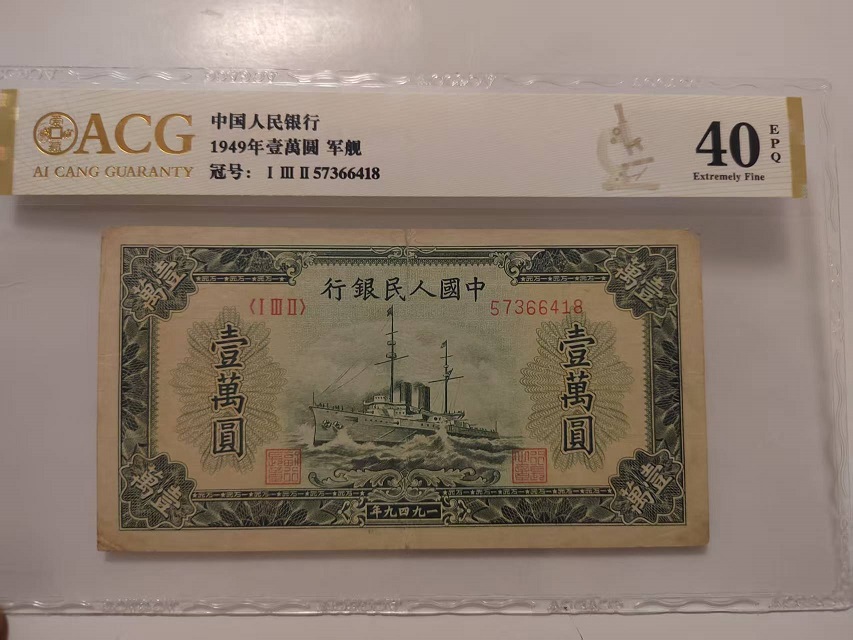 ACG
AI CANG GUARANTY
中国人民银行
1949年壹萬圓 军舰
冠号: Ⅰ Ⅲ Ⅱ 57366418
40
EPQ
Extremely Fine
壹萬
萬壹
行銀民人國中
〈Ⅰ Ⅲ Ⅱ〉
57366418
壹萬圓
壹萬圓
壹萬
壹萬
年九四九一